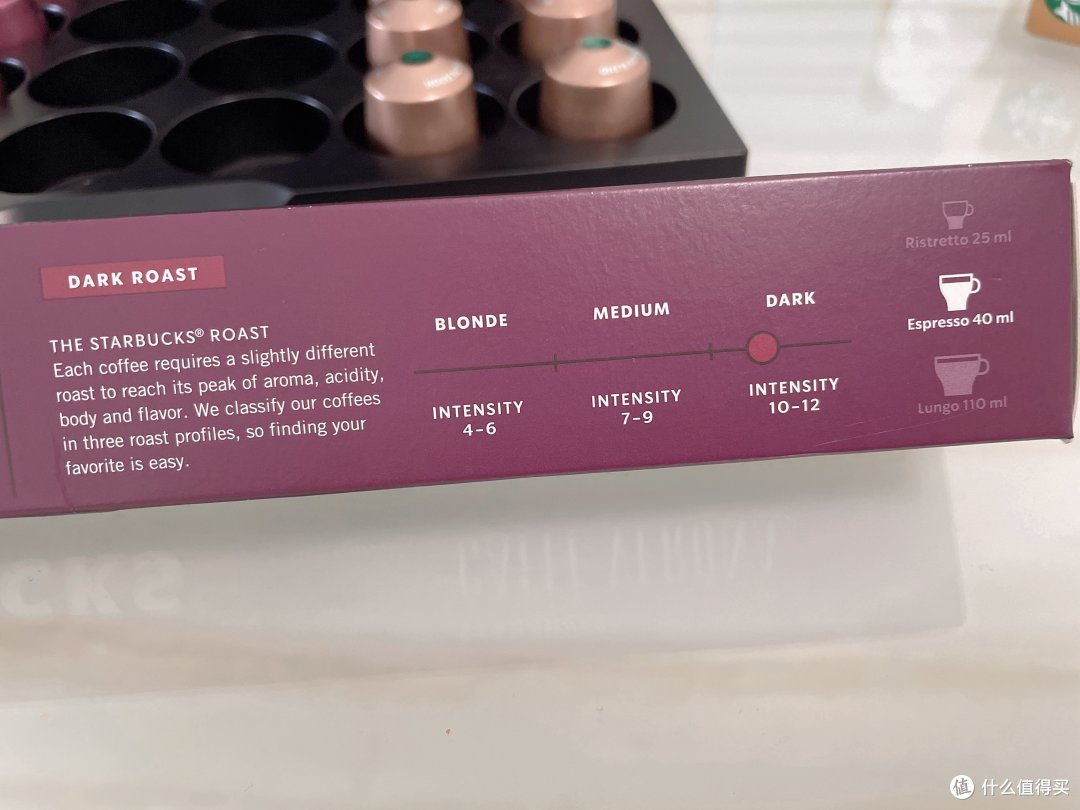 DARK ROAST
THE STARBUCKS® ROAST
Each coffee requires a slightly different
roast to reach its peak of aroma, acidity,
body and flavor. We classify our coffees
in three roast profiles, so finding your
favorite is easy.
BLONDE
MEDIUM
DARK
INTENSITY
4-6
INTENSITY
7-9
INTENSITY
10-12
Ristretto 25 ml
Espresso 40 ml
Lungo 110 ml
值 什么值得买